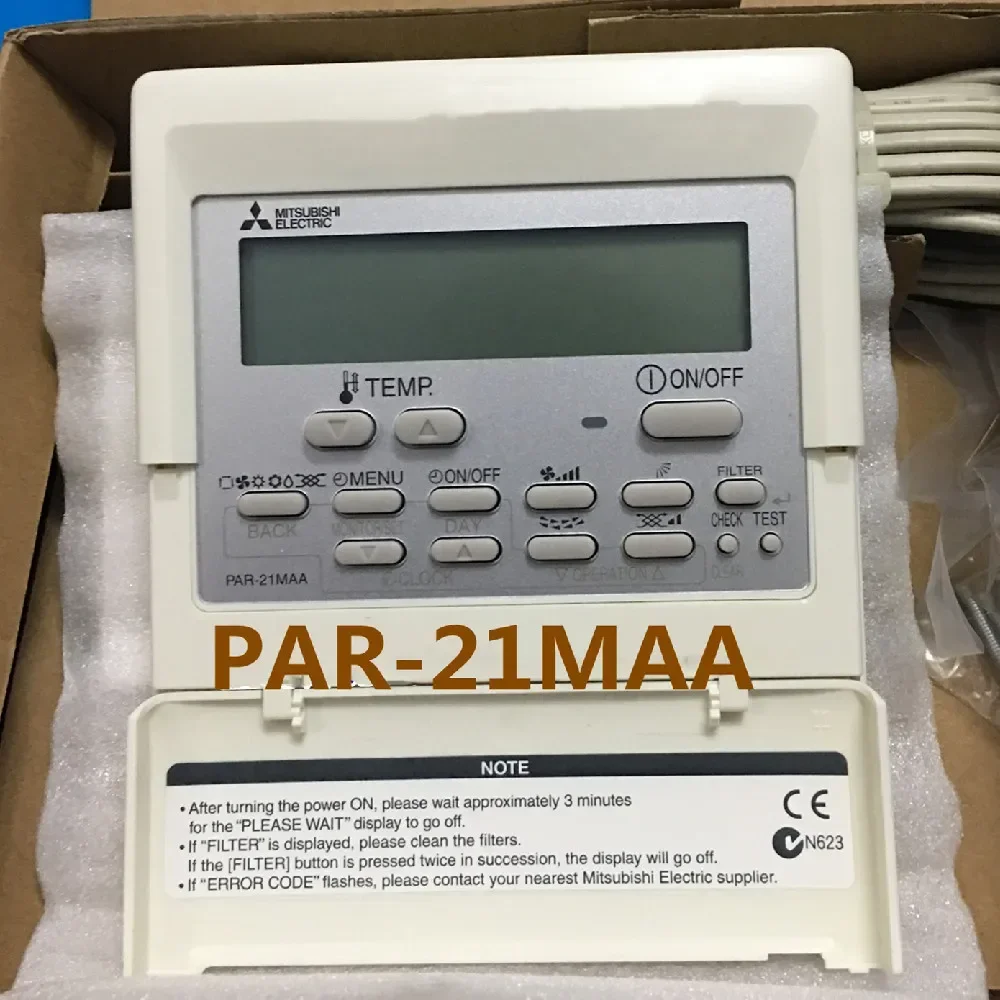 MITSUBISHI
ELECTRIC
TEMP.
ON/OFF
MENU
ON/OFF
FILTER
BACK
MONITOR/SET
DAY
CHECK TEST
PAR-21MAA
CLOCK
▽ OPERATION △
CLEAR
PAR-21MAA
NOTE
• After turning the power ON, please wait approximately 3 minutes
for the "PLEASE WAIT" display to go off.
• If "FILTER" is displayed, please clean the filters.
If the [FILTER] button is pressed twice in succession, the display will go off.
• If "ERROR CODE" flashes, please contact your nearest Mitsubishi Electric supplier.
CE
N623